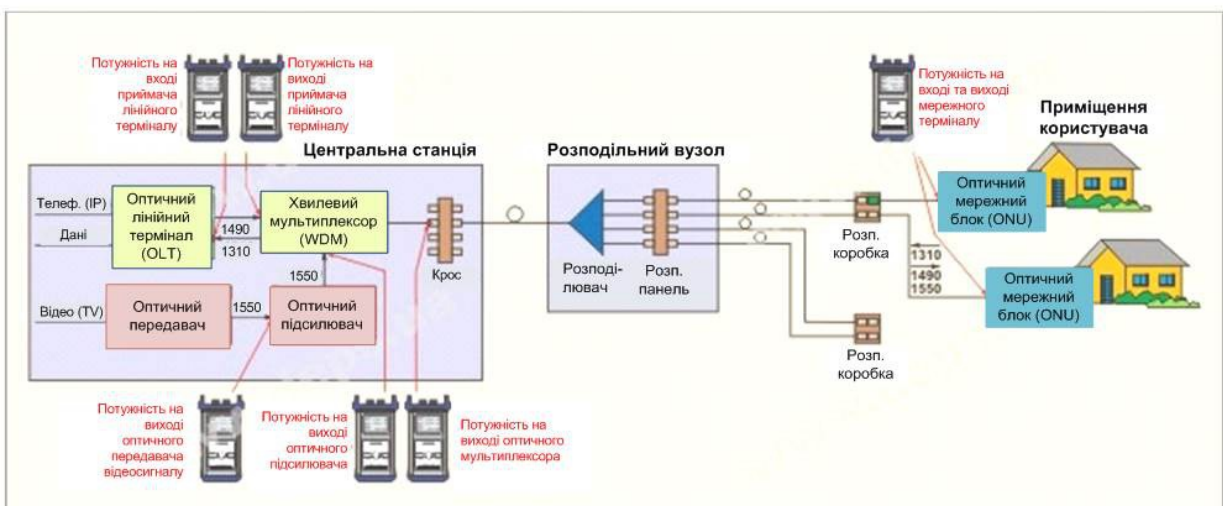 Потужність на
вході
приймача
лінійного
терміналу
Потужність на
виході
приймача
лінійного
терміналу
Потужність на
вході та виході
мережного
терміналу
Приміщення
користувача
Центральна станція
Розподільний вузол
Телеф. (IP)
Дані
Оптичний
лінійний
термінал
(OLT)
1490
1310
Хвилевий
мультиплексор
(WDM)
1550
Крос
Відео (TV)
Оптичний
передавач
1550
Оптичний
підсилювач
Розподі-
лювач
Розп.
панель
Розп.
коробка
1310
1490
1550
Оптичний
мережний
блок (ONU)
Оптичний
мережний
блок (ONU)
Розп.
коробка
Потужність на
виході
оптичного
передавача
відеосигналу
Потужність на
виході
оптичного
підсилювача
Потужність на
виході оптичного
мультиплексора